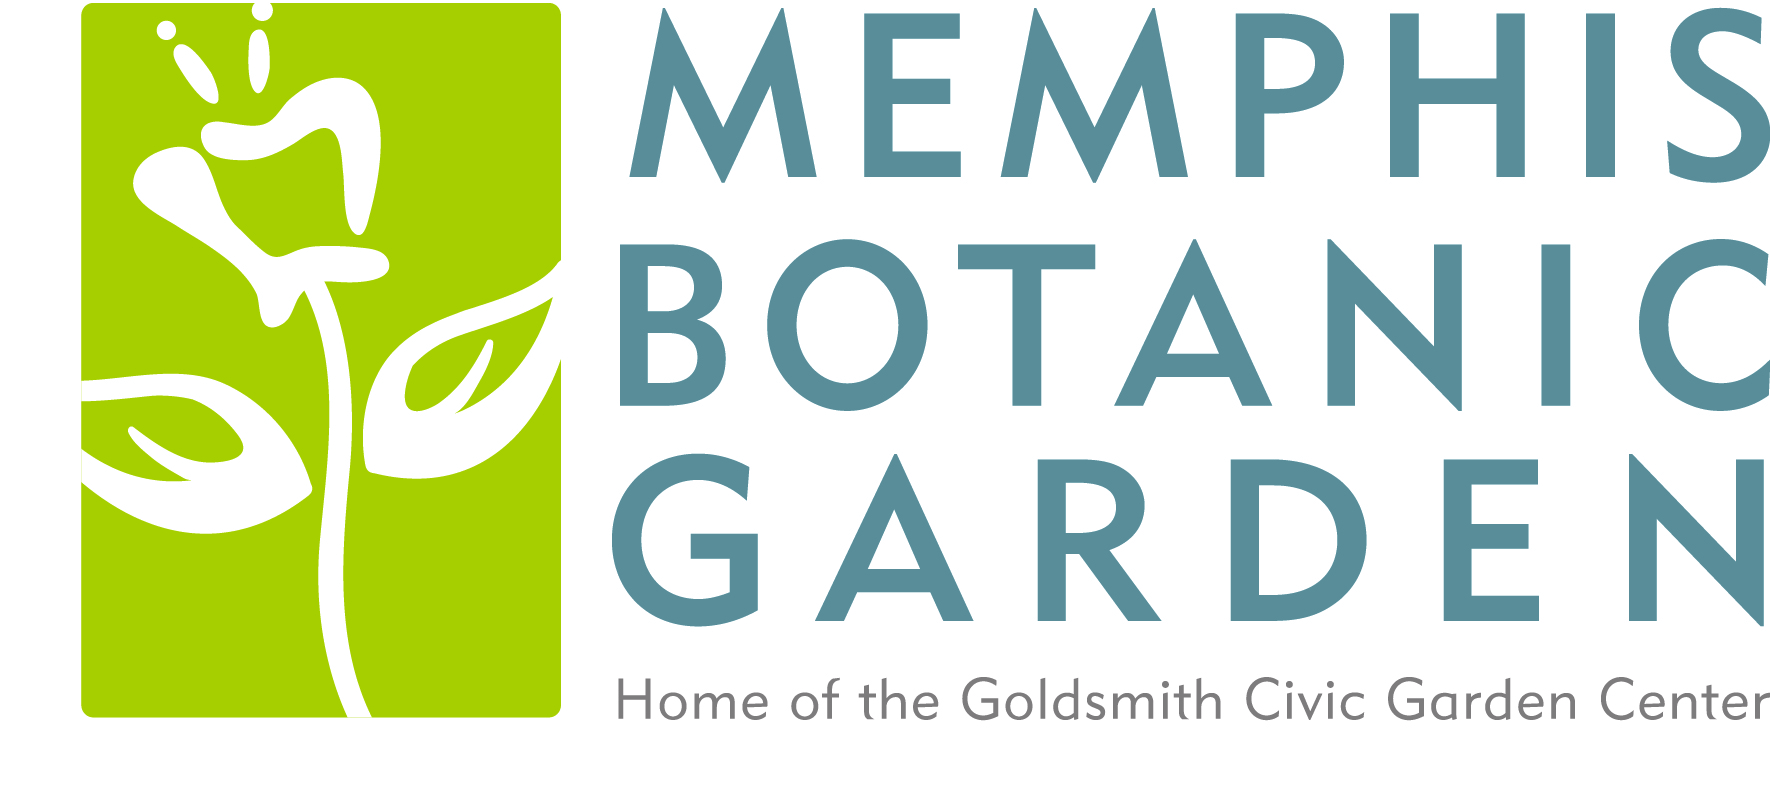 MEMPHIS
BOTANIC
GARDEN
Home of the Goldsmith Civic Garden Center